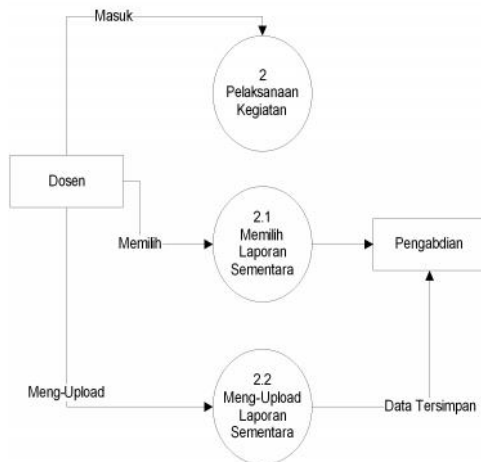 Masuk
2
Pelaksanaan
Kegiatan
Dosen
Memilih
2.1
Memilih
Laporan
Sementara
Pengabdian
Meng-Upload
2.2
Meng-Upload
Laporan
Sementara
Data Tersimpan